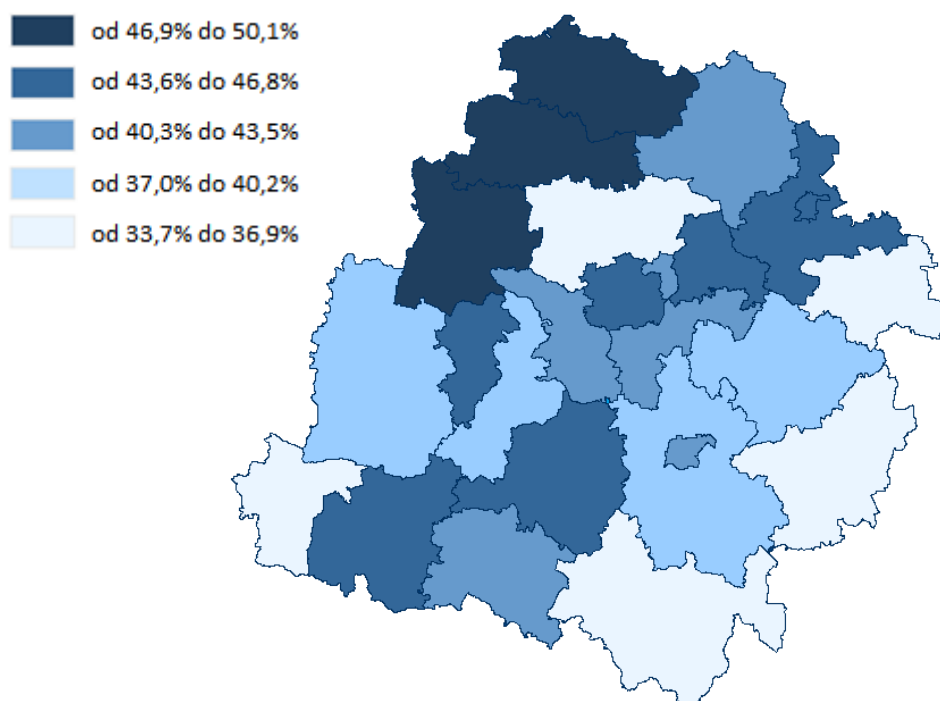 od 46,9% do 50,1%
od 43,6% do 46,8%
od 40,3% do 43,5%
od 37,0% do 40,2%
od 33,7% do 36,9%